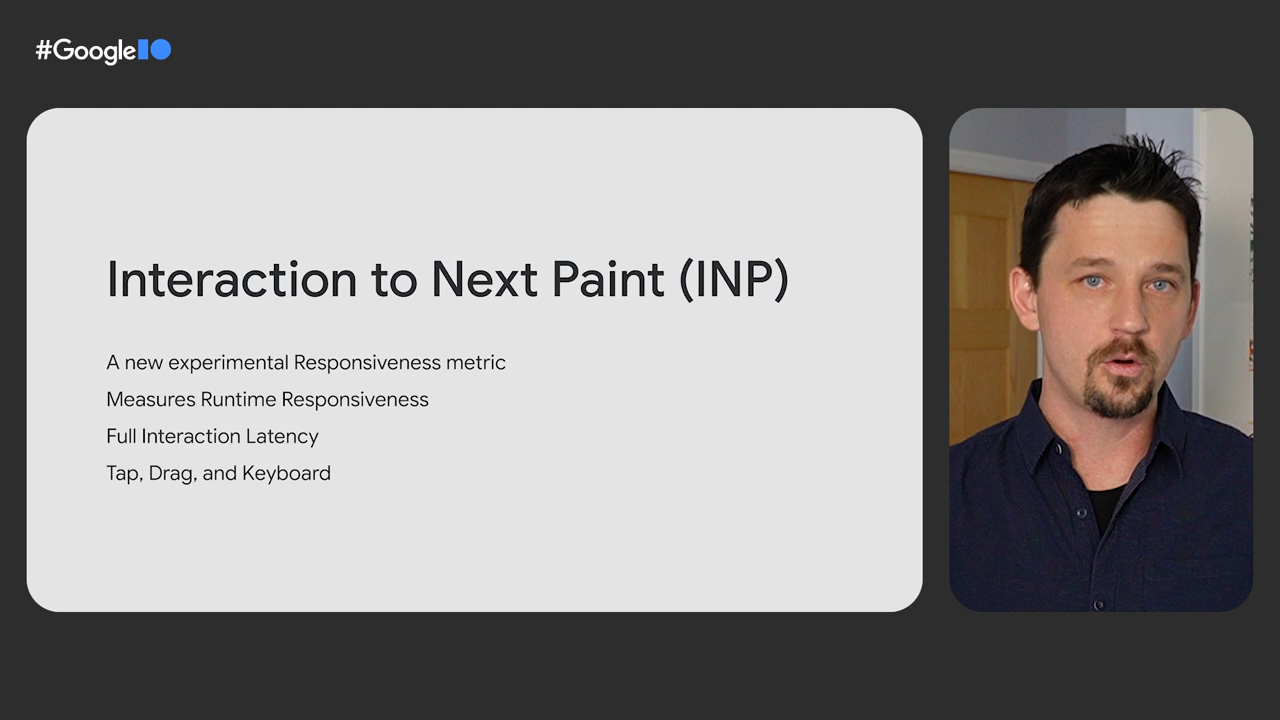 #GoogleIO
Interaction to Next Paint (INP)
A new experimental Responsiveness metric
Measures Runtime Responsiveness
Full Interaction Latency
Tap, Drag, and Keyboard